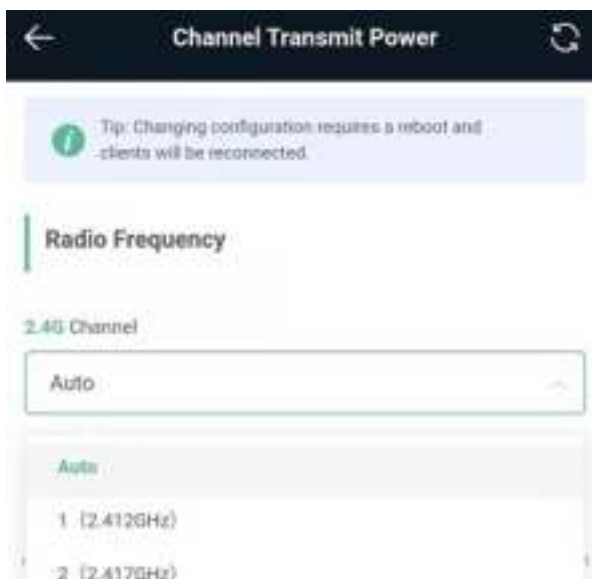 Channel Transmit Power
Tip: Changing configuration requires a reboot and
clients will be reconnected.
Radio Frequency
2.4G Channel
Auto
Auto
1 (2.412GHz)
2 (2.417GHz)